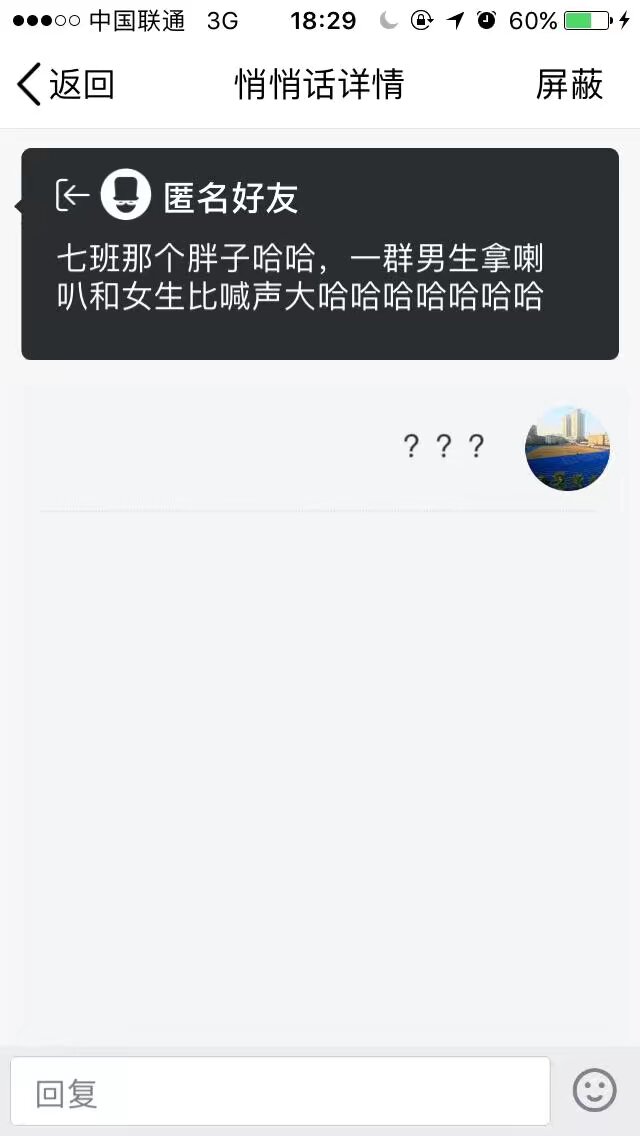 中国联通 3G 18:29 60%
返回 悄悄话详情 屏蔽
匿名好友
七班那个胖子哈哈，一群男生拿喇
叭和女生比喊声大哈哈哈哈哈哈哈
？？？
回复